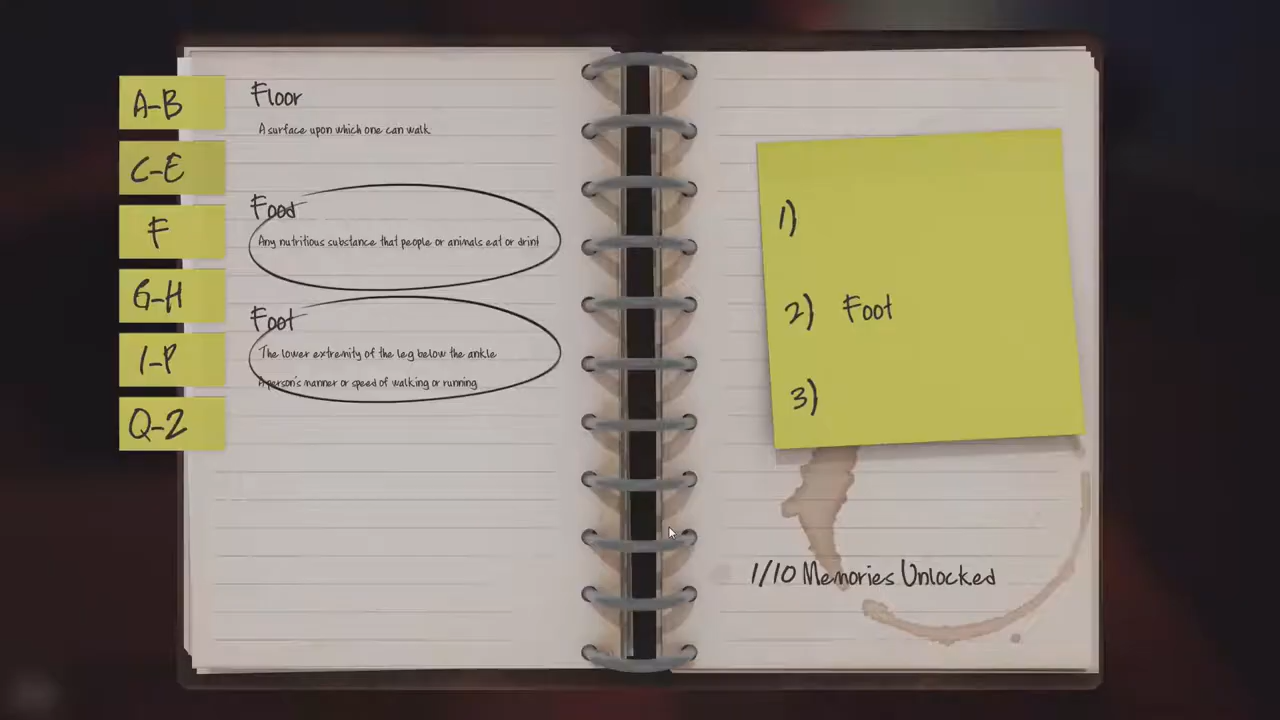 A-B
C-E
F
G-H
I-P
Q-Z
Floor
A surface upon which one can walk
Food
Any nutritious substance that people or animals eat or drink
Foot
The lower extremity of the leg below the ankle
A person's manner or speed of walking or running
1)
2) Foot
3)
1/10 Memories Unlocked